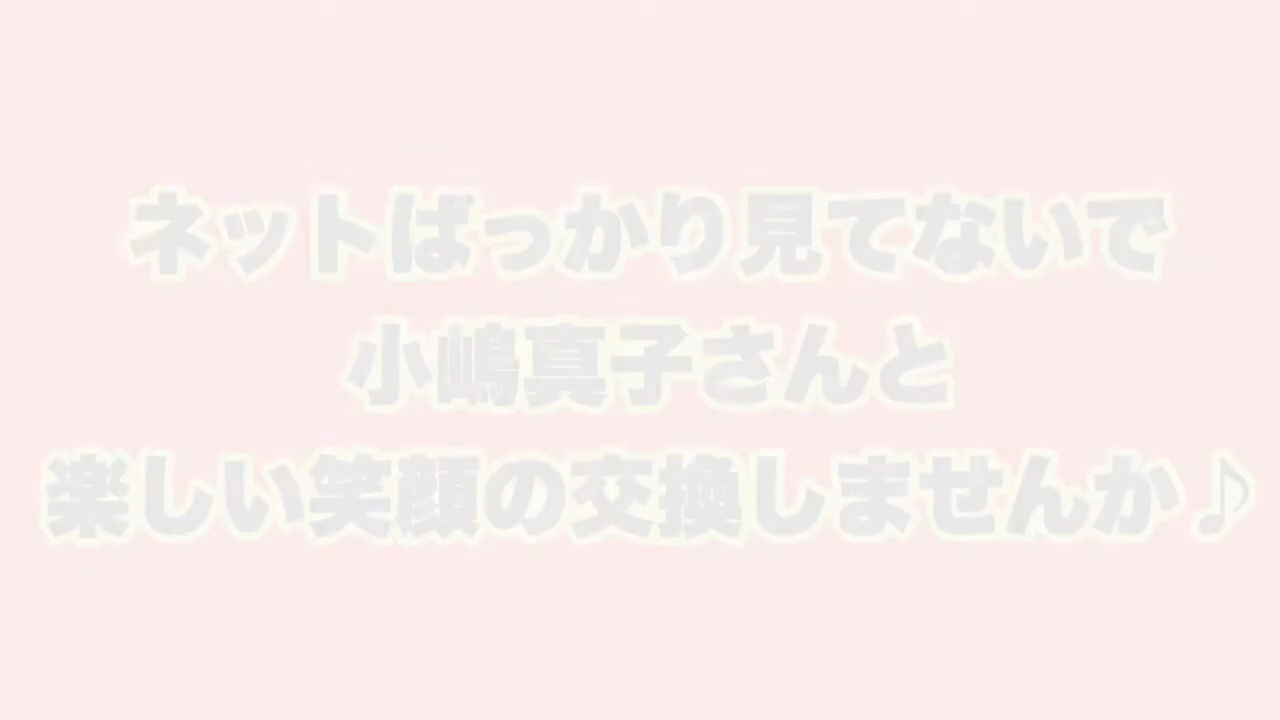 ネットばっかり見てないで
小嶋真子さんと
楽しい笑顔の交換しませんか♪